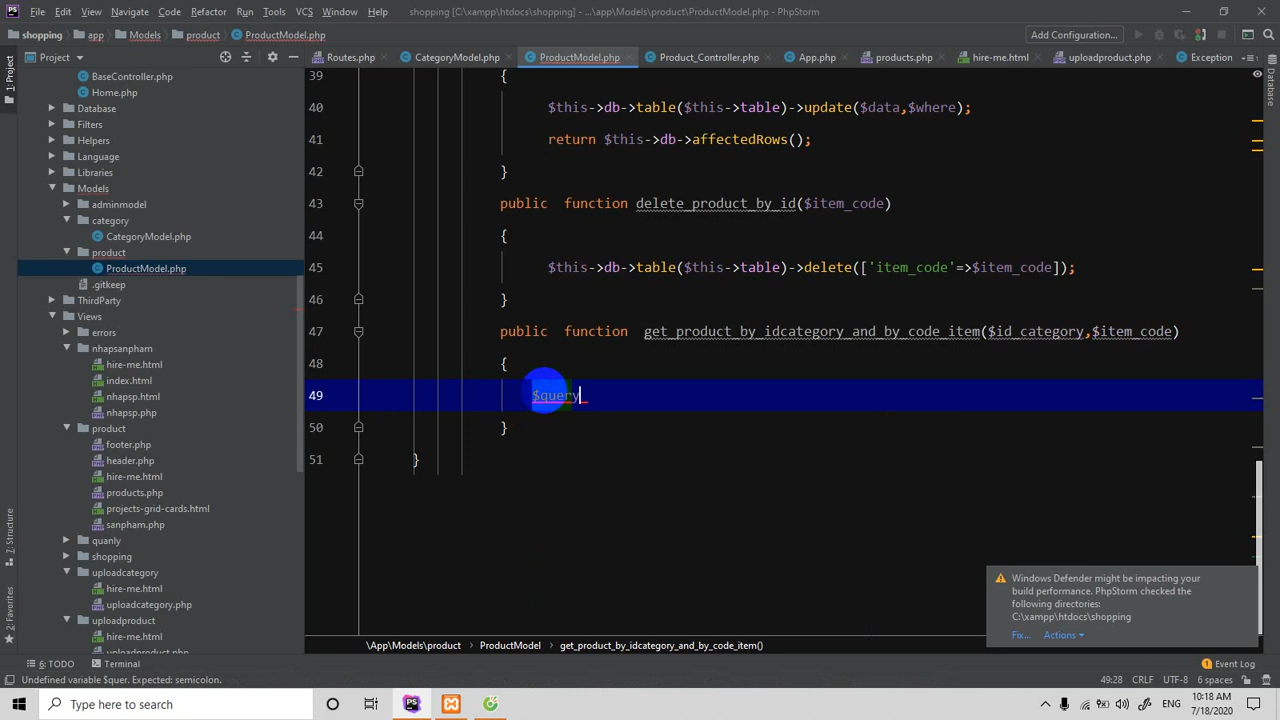 File Edit View Navigate Code Refactor Run Tools VCS Window Help shopping [C:\xampp\htdocs\shopping] - ...\app\Models\product\ProductModel.php - PhpStorm
shopping app Models product ProductModel.php Add Configuration...
Project Routes.php CategoryModel.php ProductModel.php Product_Controller.php App.php products.php hire-me.html uploadproduct.php Exception
1: Project
7: Structure
2: Favorites
Database
BaseController.php
Home.php
Database
Filters
Helpers
Language
Libraries
Models
adminmodel
category
CategoryModel.php
product
ProductModel.php
.gitkeep
ThirdParty
Views
errors
nhapsanpham
hire-me.html
index.html
nhapsp.html
nhapsp.php
product
footer.php
header.php
hire-me.html
products.php
projects-grid-cards.html
sanpham.php
quanly
shopping
uploadcategory
hire-me.html
uploadcategory.php
uploadproduct
hire-me.html
uploadproduct.php
39 {
40 $this->db->table($this->table)->update($data,$where);
41 return $this->db->affectedRows();
42 }
43 public function delete_product_by_id($item_code)
44 {
45 $this->db->table($this->table)->delete(['item_code'=>$item_code]);
46 }
47 public function get_product_by_idcategory_and_by_code_item($id_category,$item_code)
48 {
49 $query
50 }
51 }
Windows Defender might be impacting your
build performance. PhpStorm checked the
following directories:
C:\xampp\htdocs\shopping
Fix... Actions
\App\Models\product ProductModel get_product_by_idcategory_and_by_code_item()
6: TODO Terminal 1 Event Log
Undefined variable $quer. Expected: semicolon. 49:28 CRLF UTF-8 6 spaces
Type here to search
10:18 AM
7/18/2020